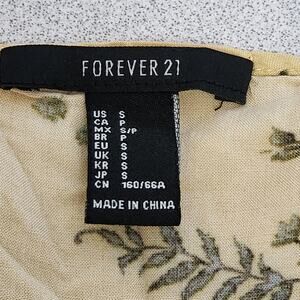 FOREVER 21
US S
CA P
MX S/P
BR P
EU S
UK S
KR S
JP S
CN 160/66A
MADE IN CHINA